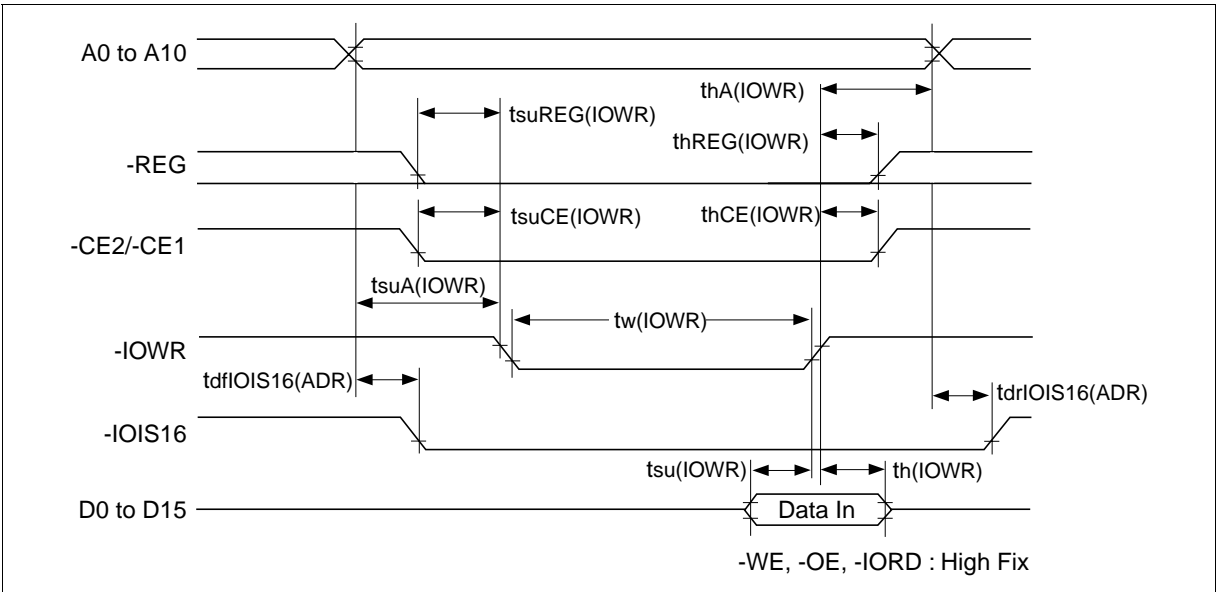 A0 to A10
thA(IOWR)
tsuREG(IOWR)
thREG(IOWR)
-REG
tsuCE(IOWR)
thCE(IOWR)
-CE2/-CE1
tsuA(IOWR)
tw(IOWR)
-IOWR
tdfIOIS16(ADR)
tdrIOIS16(ADR)
-IOIS16
tsu(IOWR)
th(IOWR)
D0 to D15
Data In
-WE, -OE, -IORD : High Fix